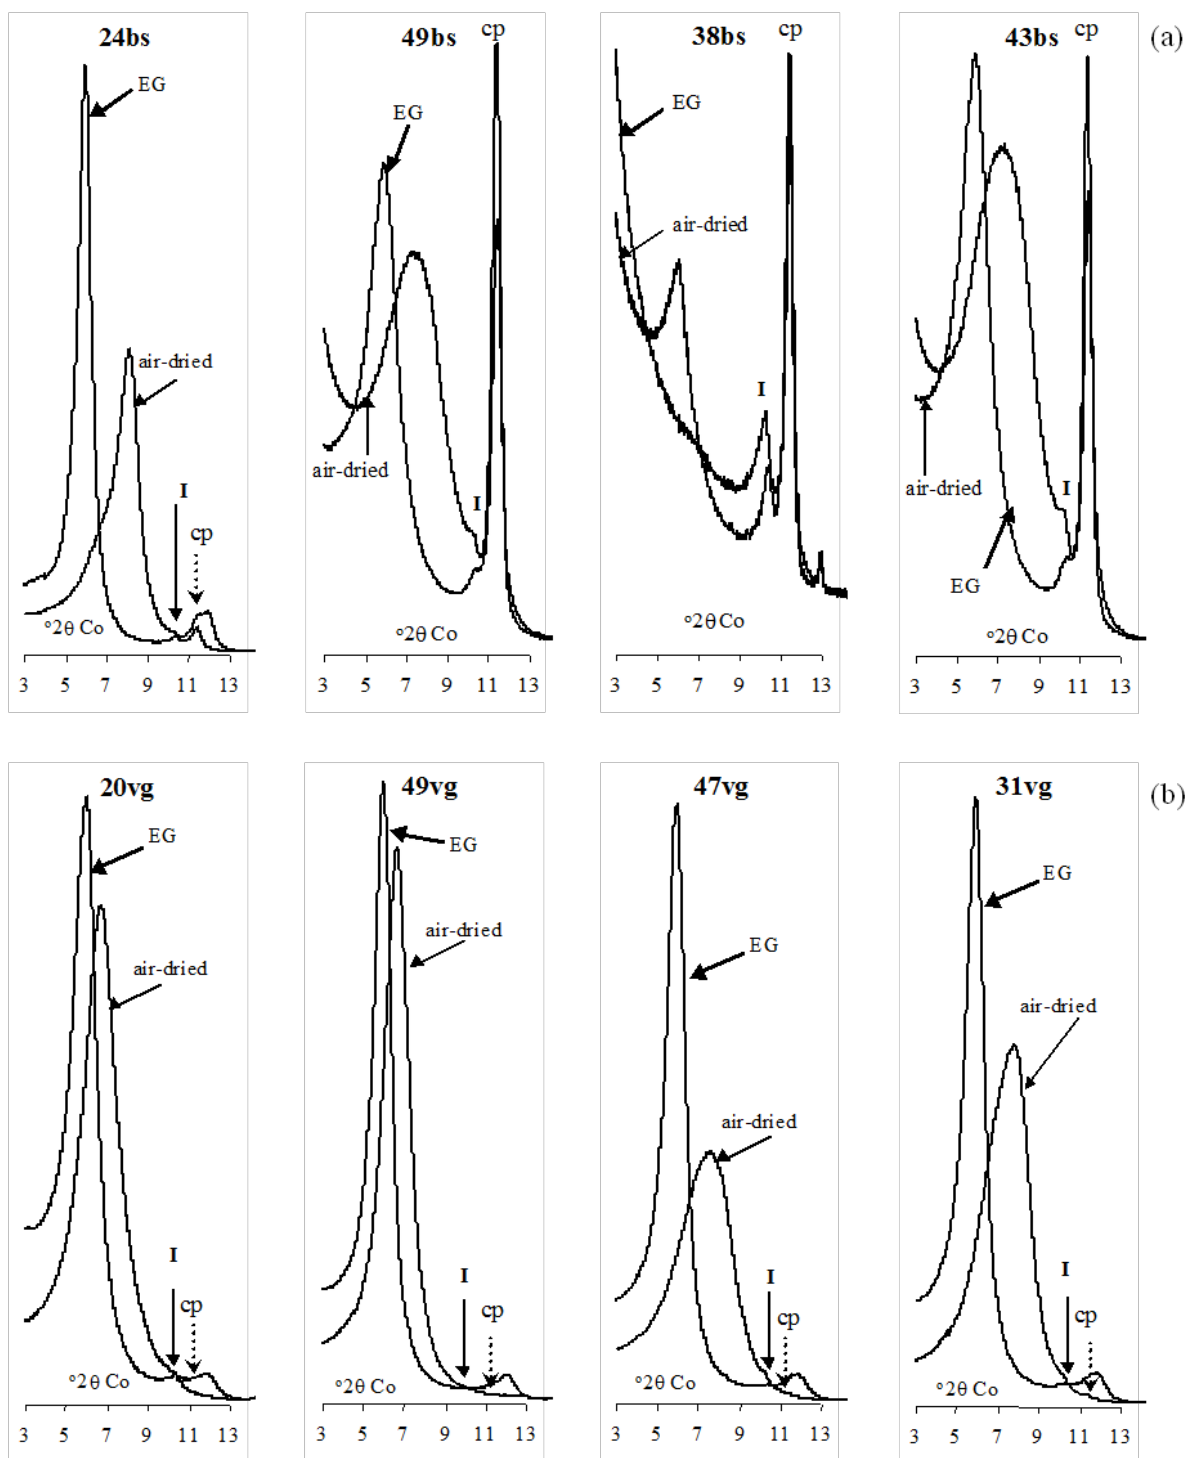 24bs
EG
air-dried
I
cp
°2θ Co
3 5 7 9 11 13
49bs
cp
EG
air-dried
I
°2θ Co
3 5 7 9 11 13
38bs
cp
EG
air-dried
I
°2θ Co
3 5 7 9 11 13
43bs
cp
air-dried
I
EG
°2θ Co
3 5 7 9 11 13
(a)
20vg
EG
air-dried
I
cp
°2θ Co
3 5 7 9 11 13
49vg
EG
air-dried
I
cp
°2θ Co
3 5 7 9 11 13
47vg
EG
air-dried
I
cp
°2θ Co
3 5 7 9 11 13
31vg
EG
air-dried
I
cp
°2θ Co
3 5 7 9 11 13
(b)